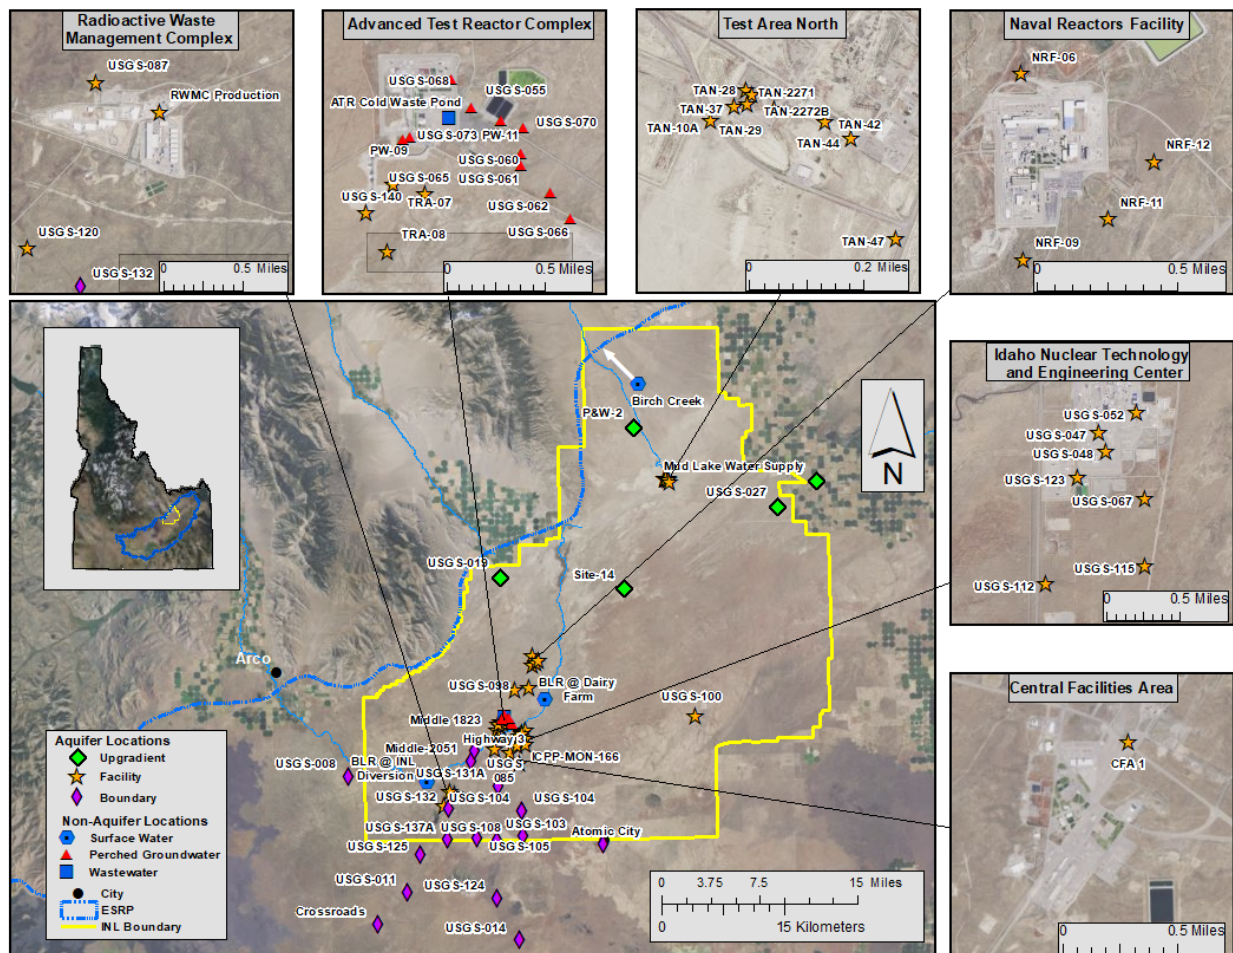 Radioactive Waste
Management Complex
USGS-087
RWMC Production
USGS-120
USGS-132
0 0.5 Miles
Advanced Test Reactor Complex
USGS-068
USGS-055
ATR Cold Waste Pond
USGS-070
USGS-073 PW-11
PW-09
USGS-060
USGS-065
USGS-061
USGS-140
TRA-07
USGS-062
USGS-066
TRA-08
0 0.5 Miles
Test Area North
TAN-28
TAN-2271
TAN-37
TAN-2272B
TAN-42
TAN-10A
TAN-29
TAN-44
TAN-47
0 0.2 Miles
Naval Reactors Facility
NRF-06
NRF-12
NRF-11
NRF-09
0 0.5 Miles
Birch Creek
P&W-2
Mud Lake Water Supply
USGS-027
USGS-019
Site-14
Arco
USGS-098
BLR @ Dairy
Farm
USGS-100
Middle 1823
Highway 3
Middle-2051
ICPP-MON-166
USGS-008
BLR @ INL
Diversion
USGS-131A
USGS
085
USGS-132
USGS-104
USGS-104
USGS-137A
USGS-108
USGS-103
Atomic City
USGS-125
USGS-105
USGS-011
USGS-124
Crossroads
USGS-014
N
Aquifer Locations
Upgradient
Facility
Boundary
Non-Aquifer Locations
Surface Water
Perched Groundwater
Wastewater
City
ESRP
INL Boundary
0 3.75 7.5 15 Miles
0 15 Kilometers
Idaho Nuclear Technology
and Engineering Center
USGS-052
USGS-047
USGS-048
USGS-123
USGS-067
USGS-115
USGS-112
0 0.5 Miles
Central Facilities Area
CFA 1
0 0.5 Miles